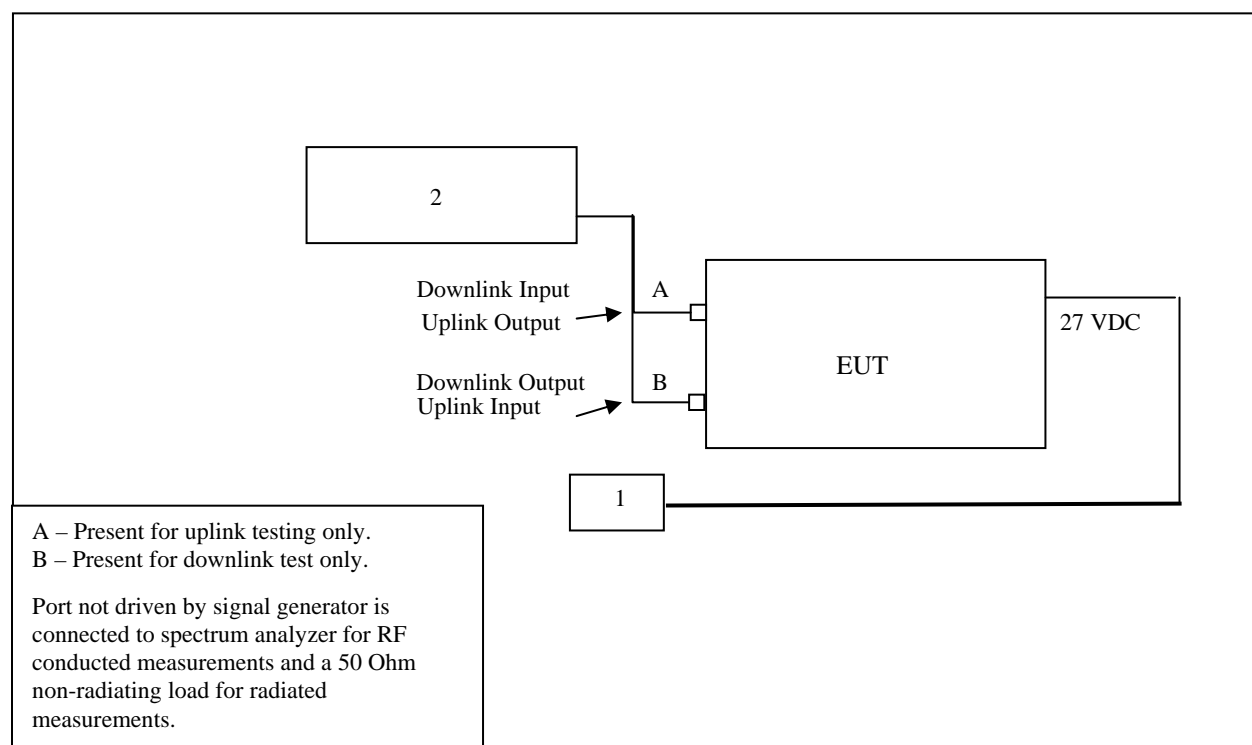 2
Downlink Input
A
Uplink Output
27 VDC
EUT
Downlink Output
B
Uplink Input
1
A – Present for uplink testing only.
B – Present for downlink test only.
Port not driven by signal generator is
connected to spectrum analyzer for RF
conducted measurements and a 50 Ohm
non-radiating load for radiated
measurements.